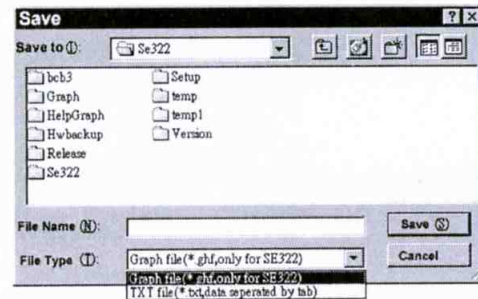 Save ? ×
Save to (I): Se322
bcb3 Setup
Graph temp
HelpGraph temp1
Hwbackup Version
Release
Se322
File Name (N): Save (S)
File Type (T): Graph file(*.ghf,only for SE322) Cancel
Graph file(*.ghf,only for SE322)
TXT file(*.txt,data seperated by tab)